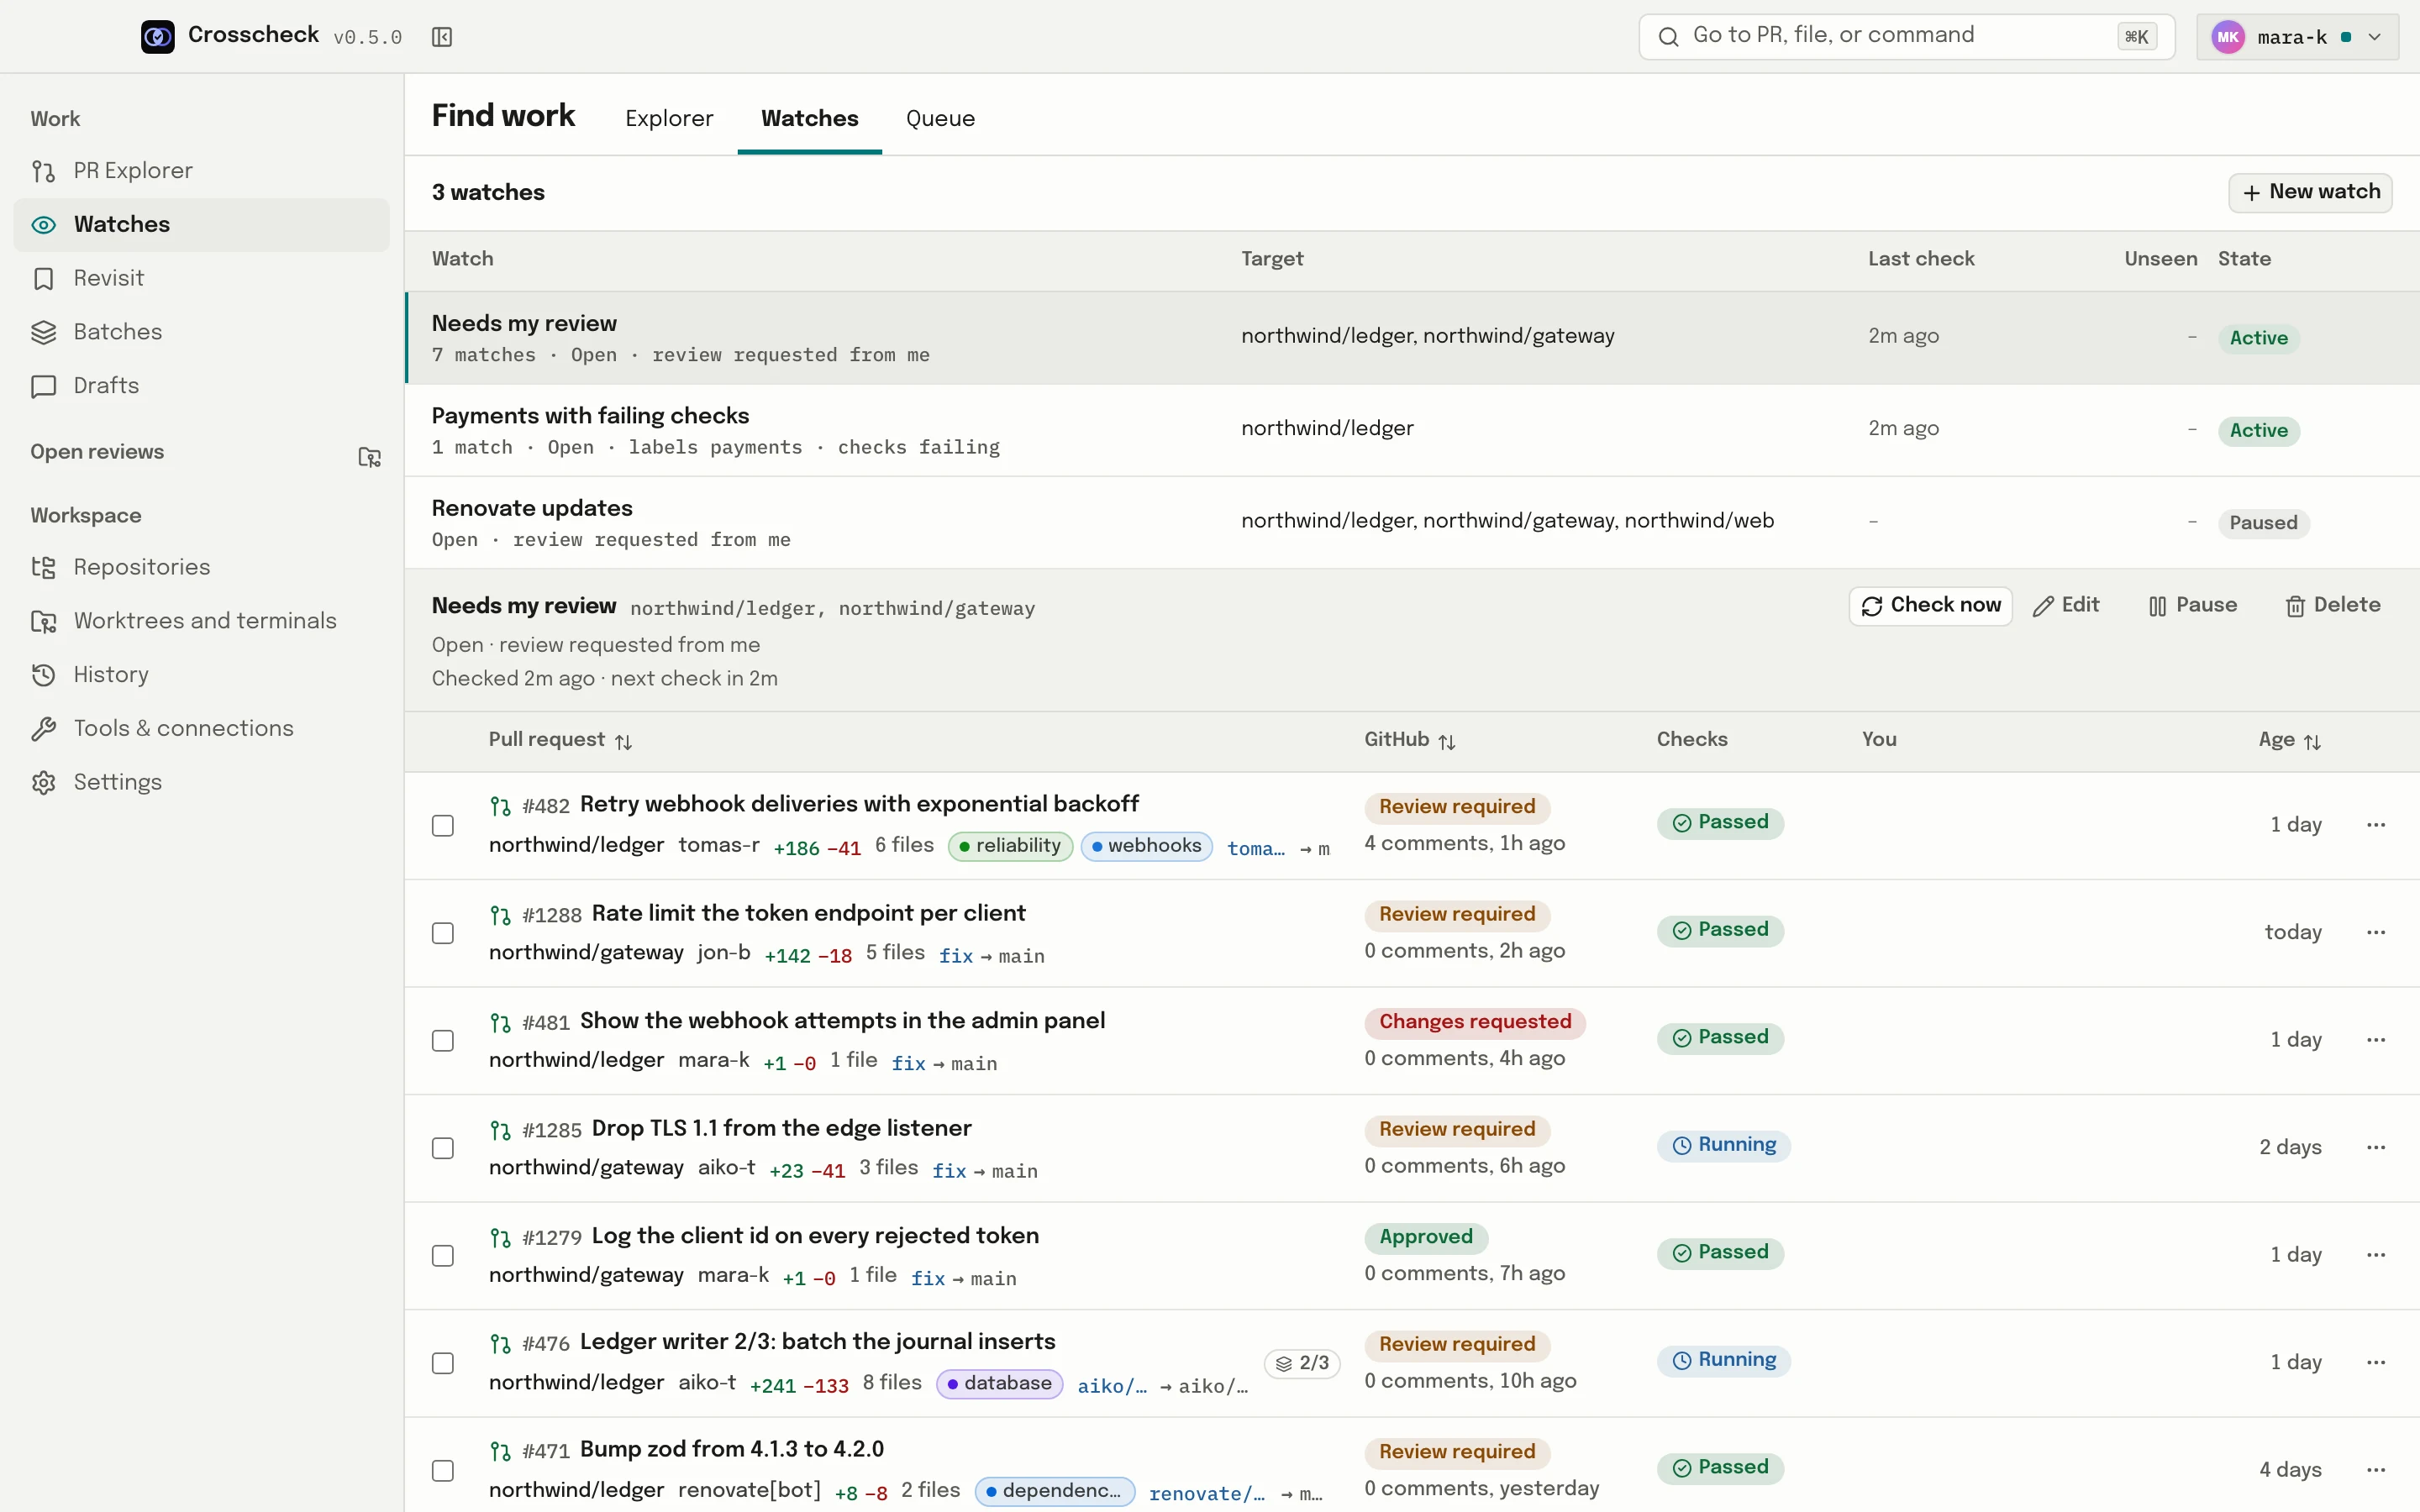 Crosscheck v0.5.0
Go to PR, file, or command ⌘K
MK mara-k
Work
PR Explorer
Watches
Revisit
Batches
Drafts
Open reviews
Workspace
Repositories
Worktrees and terminals
History
Tools & connections
Settings
Find work Explorer Watches Queue
3 watches New watch
Watch Target Last check Unseen State
Needs my review
7 matches · Open · review requested from me
northwind/ledger, northwind/gateway 2m ago – Active
Payments with failing checks
1 match · Open · labels payments · checks failing
northwind/ledger 2m ago – Active
Renovate updates
Open · review requested from me
northwind/ledger, northwind/gateway, northwind/web – – Paused
Needs my review northwind/ledger, northwind/gateway
Check now Edit Pause Delete
Open · review requested from me
Checked 2m ago · next check in 2m
Pull request GitHub Checks You Age
#482 Retry webhook deliveries with exponential backoff
northwind/ledger tomas-r +186 −41 6 files reliability webhooks toma… → m
Review required
4 comments, 1h ago
Passed 1 day
#1288 Rate limit the token endpoint per client
northwind/gateway jon-b +142 −18 5 files fix → main
Review required
0 comments, 2h ago
Passed today
#481 Show the webhook attempts in the admin panel
northwind/ledger mara-k +1 −0 1 file fix → main
Changes requested
0 comments, 4h ago
Passed 1 day
#1285 Drop TLS 1.1 from the edge listener
northwind/gateway aiko-t +23 −41 3 files fix → main
Review required
0 comments, 6h ago
Running 2 days
#1279 Log the client id on every rejected token
northwind/gateway mara-k +1 −0 1 file fix → main
Approved
0 comments, 7h ago
Passed 1 day
#476 Ledger writer 2/3: batch the journal inserts
northwind/ledger aiko-t +241 −133 8 files database aiko/… → aiko/… 2/3
Review required
0 comments, 10h ago
Running 1 day
#471 Bump zod from 4.1.3 to 4.2.0
northwind/ledger renovate[bot] +8 −8 2 files dependenc… renovate/… → m…
Review required
0 comments, yesterday
Passed 4 days